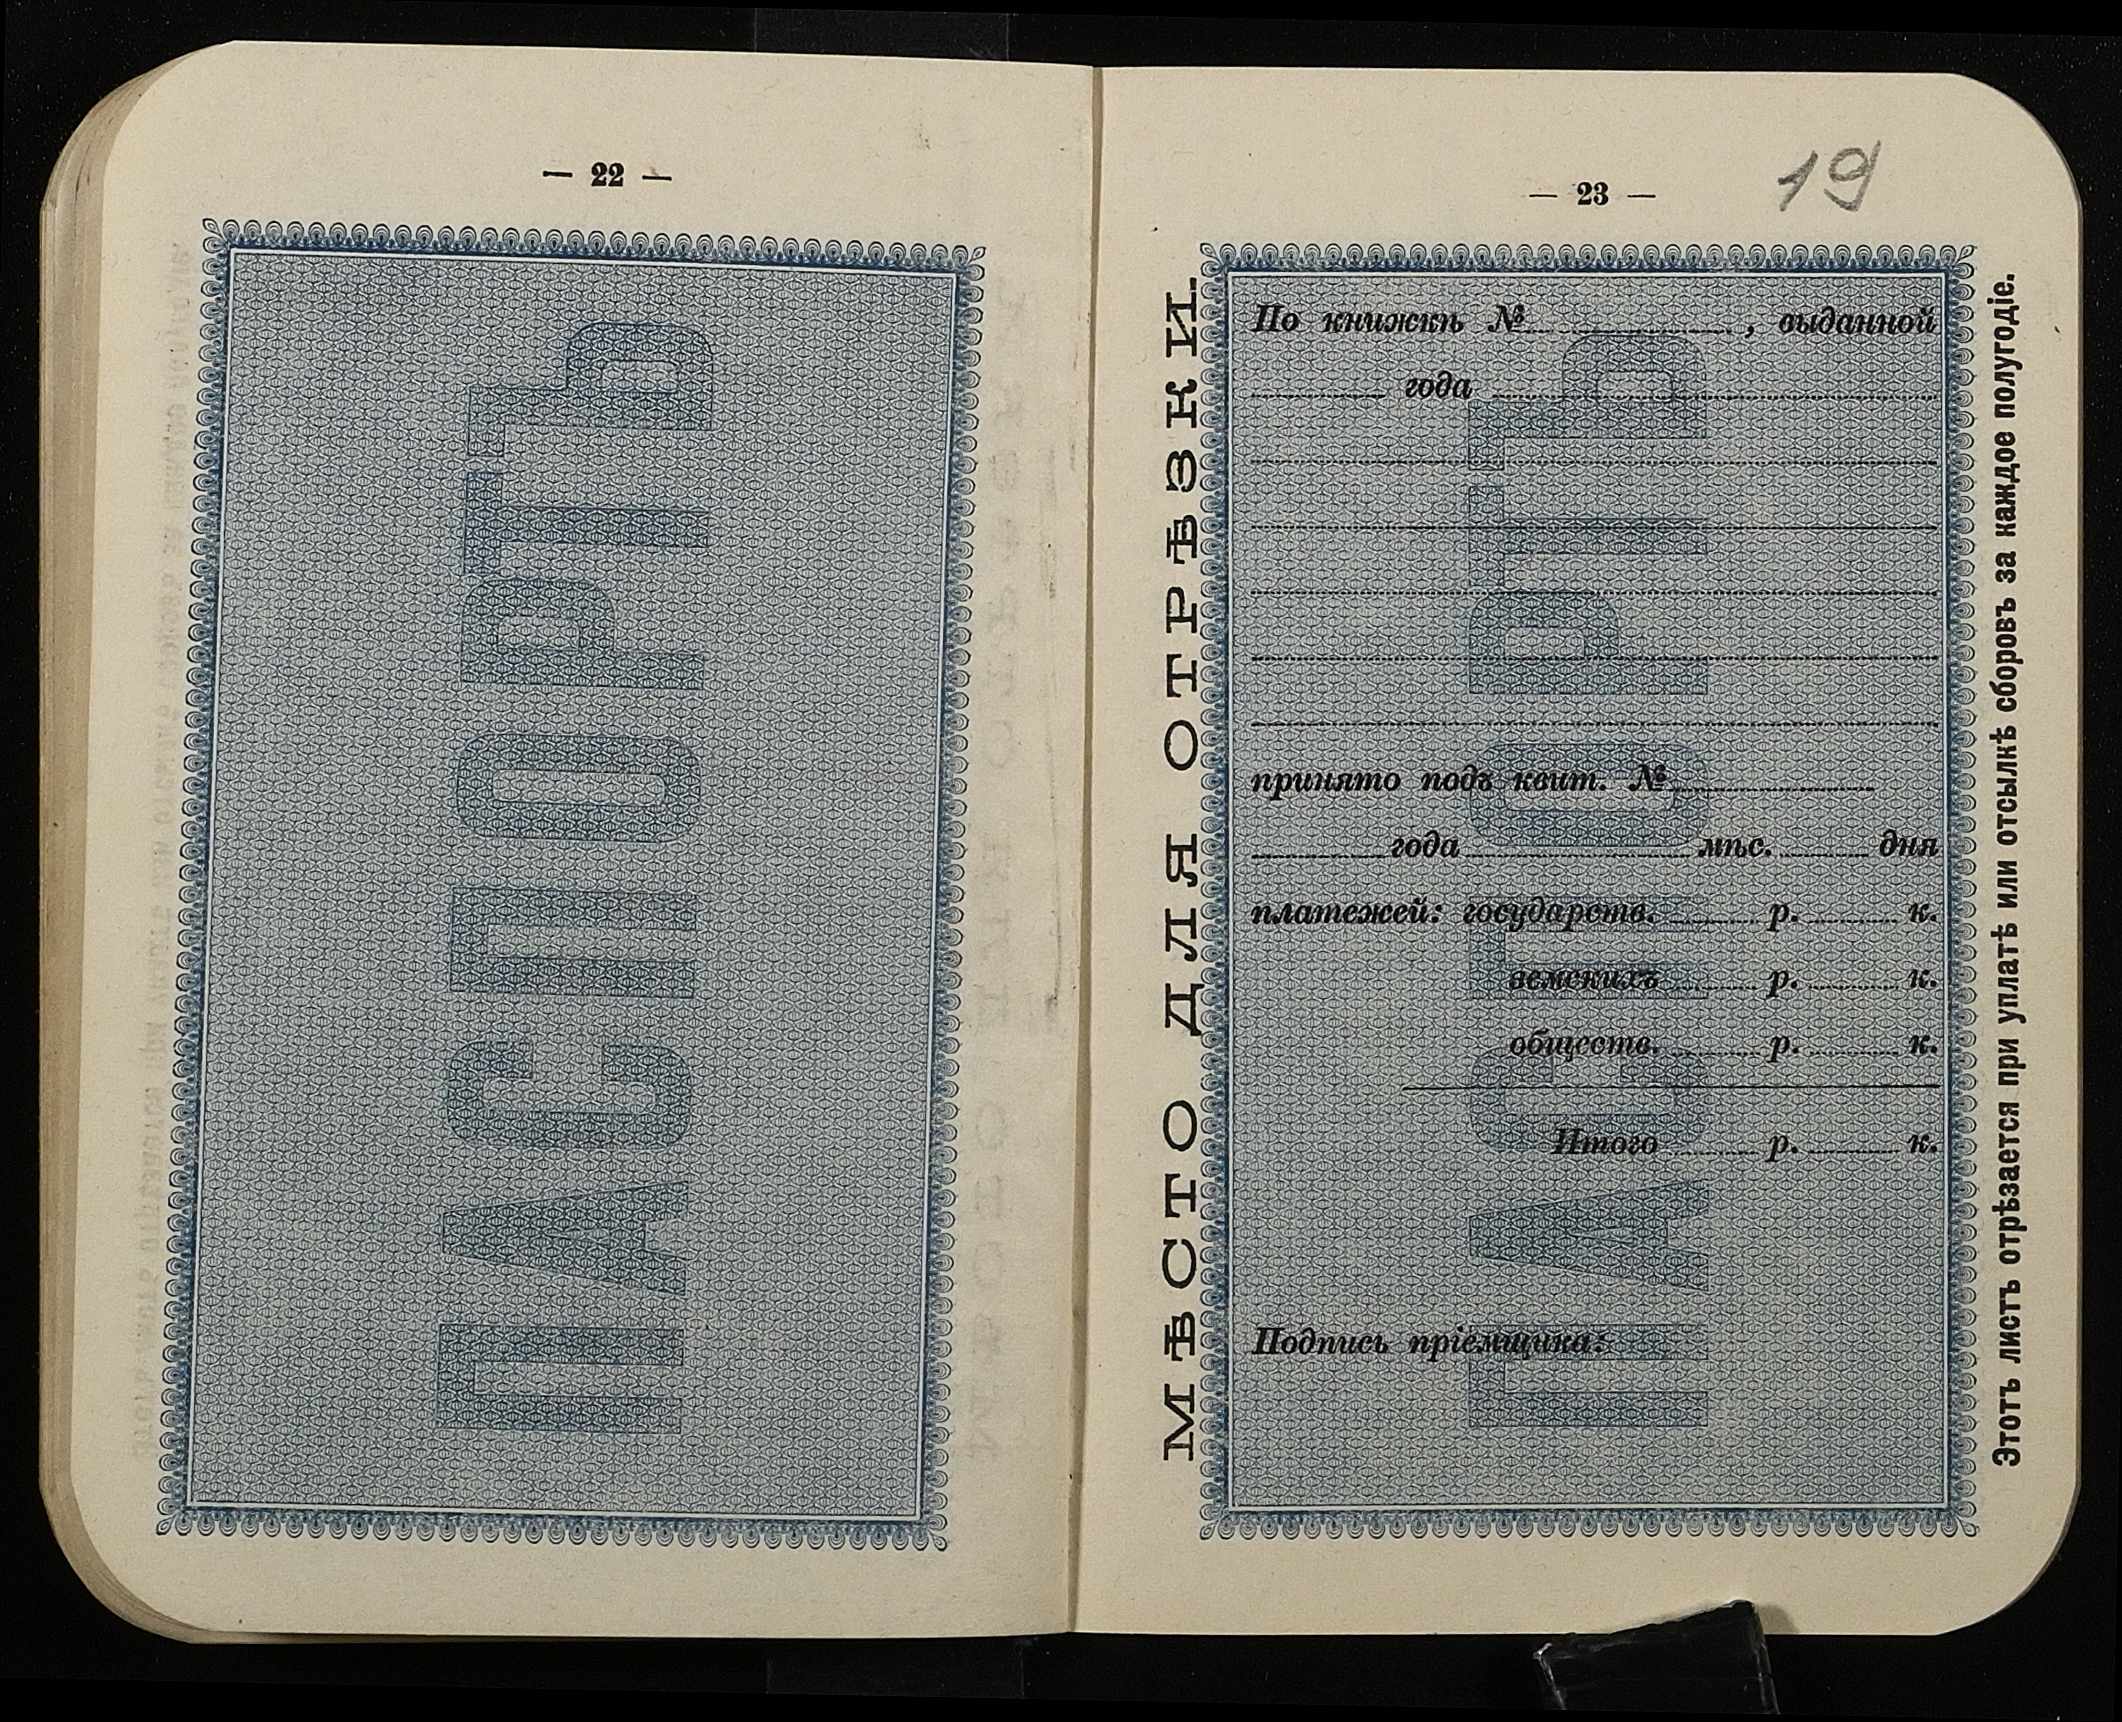 — 22 —
ПАСПОРТЪ
— 23 —
19
МѢСТО ДЛЯ ОТРѢЗКИ.
По книжкѣ № , выданной
года
принято подъ квит. №
года мѣс. дня
платежей: государств. р. к.
земскихъ р. к.
обществ. р. к.
Итого р. к.
Подпись пріемщика:
ПАСПОРТЪ
Этотъ листъ отрѣзается при уплатѣ или отсылкѣ сборовъ за каждое полугодіе.